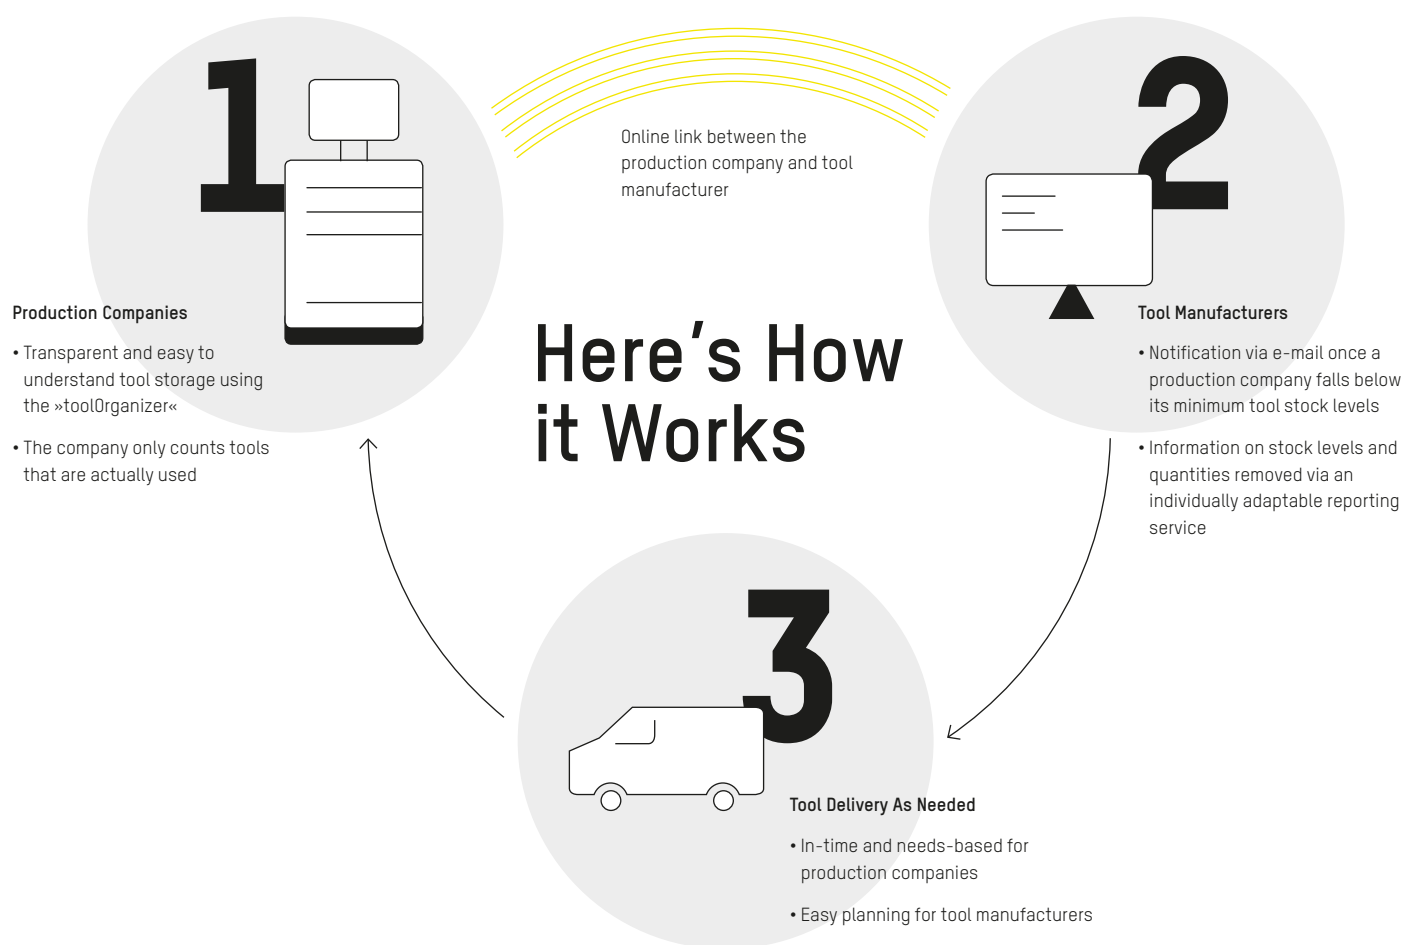 1
2
Online link between the
production company and tool
manufacturer
Here's How
it Works
Production Companies
• Transparent and easy to
understand tool storage using
the »toolOrganizer«
• The company only counts tools
that are actually used
Tool Manufacturers
• Notification via e-mail once a
production company falls below
its minimum tool stock levels
• Information on stock levels and
quantities removed via an
individually adaptable reporting
service
3
Tool Delivery As Needed
• In-time and needs-based for
production companies
• Easy planning for tool manufacturers